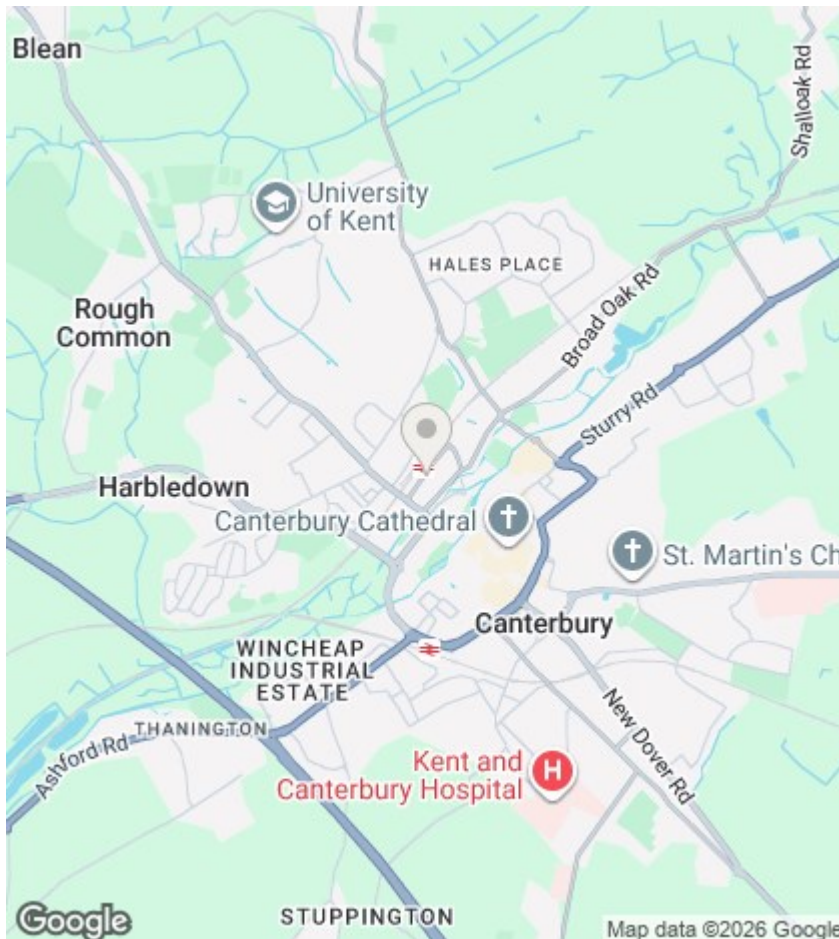 Blean
Shalloak Rd
University
of Kent
HALES PLACE
Broad Oak Rd
Rough
Common
Sturry Rd
Harbledown
Canterbury Cathedral
St. Martin's Ch
Canterbury
WINCHEAP
INDUSTRIAL
ESTATE
THANINGTON
Ashford Rd
New Dover Rd
Kent and
Canterbury Hospital
H
STUPPINGTON
Google
Map data ©2026 Google